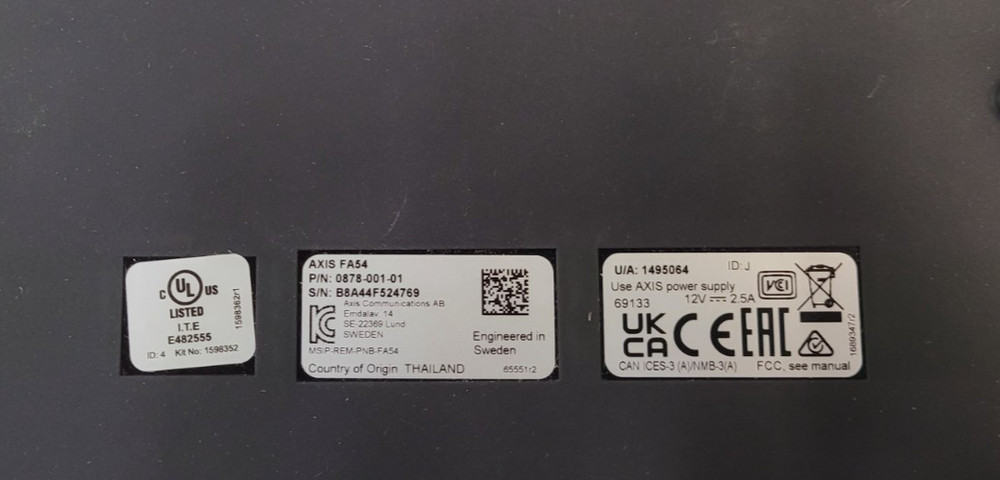 C UL US
LISTED
I.T.E
E482555
ID: 4 Kit No: 1598352
1598362/1
AXIS FA54
P/N: 0878-001-01
S/N: B8A44F524769
Axis Communications AB
Emdalav. 14
SE-22369 Lund
SWEDEN
MSIP-REM-PNB-FA54
Engineered in
Sweden
Country of Origin THAILAND
65551r2
U/A: 1495064 ID: J
Use AXIS power supply
69133 12V 2.5A
VCI
UK
CA CE EAC
CAN ICES-3 (A)/NMB-3(A) FCC, see manual
1689347r2